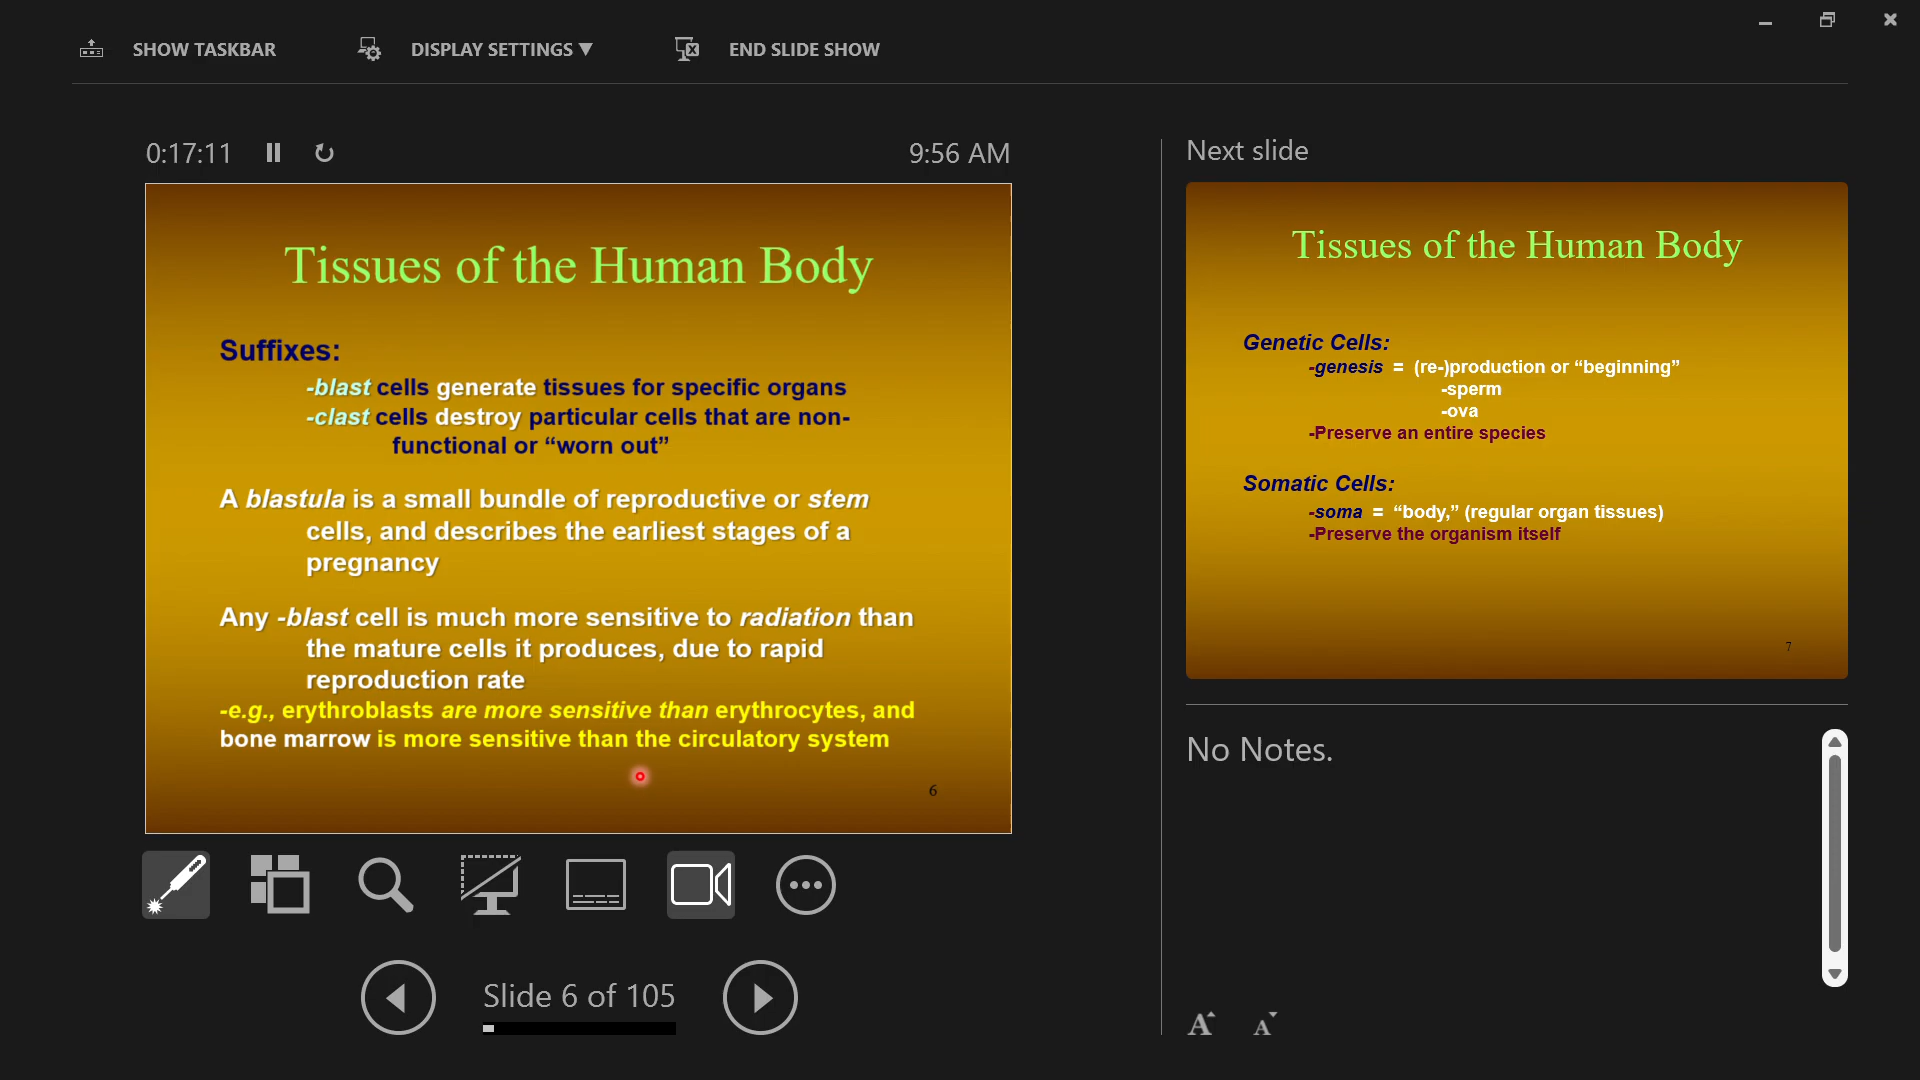 SHOW TASKBAR
DISPLAY SETTINGS ▼
END SLIDE SHOW
0:17:11
9:56 AM
Tissues of the Human Body
Suffixes:
-blast cells generate tissues for specific organs
-clast cells destroy particular cells that are non-
functional or “worn out”
A blastula is a small bundle of reproductive or stem
cells, and describes the earliest stages of a
pregnancy
Any -blast cell is much more sensitive to radiation than
the mature cells it produces, due to rapid
reproduction rate
-e.g., erythroblasts are more sensitive than erythrocytes, and
bone marrow is more sensitive than the circulatory system
6
Slide 6 of 105
Next slide
Tissues of the Human Body
Genetic Cells:
-genesis = (re-)production or “beginning”
-sperm
-ova
-Preserve an entire species
Somatic Cells:
-soma = “body,” (regular organ tissues)
-Preserve the organism itself
7
No Notes.
A A